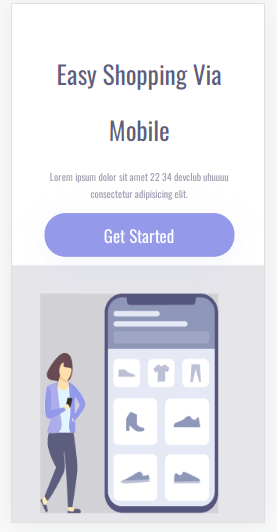 Easy Shopping Via
Mobile
Lorem ipsum dolor sit amet 22 34 devclub uhuuuu
consectetur adipisicing elit.
Get Started